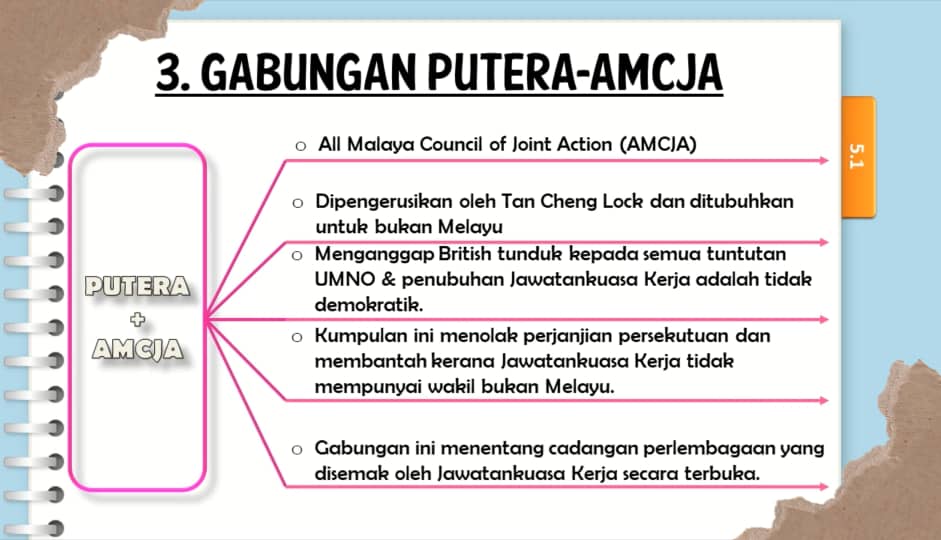 3. GABUNGAN PUTERA-AMCJA
5.1
PUTERA
+
AMCJA
o All Malaya Council of Joint Action (AMCJA)
o Dipengerusikan oleh Tan Cheng Lock dan ditubuhkan
untuk bukan Melayu
o Menganggap British tunduk kepada semua tuntutan
UMNO & penubuhan Jawatankuasa Kerja adalah tidak
demokratik.
o Kumpulan ini menolak perjanjian persekutuan dan
membantah kerana Jawatankuasa Kerja tidak
mempunyai wakil bukan Melayu.
o Gabungan ini menentang cadangan perlembagaan yang
disemak oleh Jawatankuasa Kerja secara terbuka.